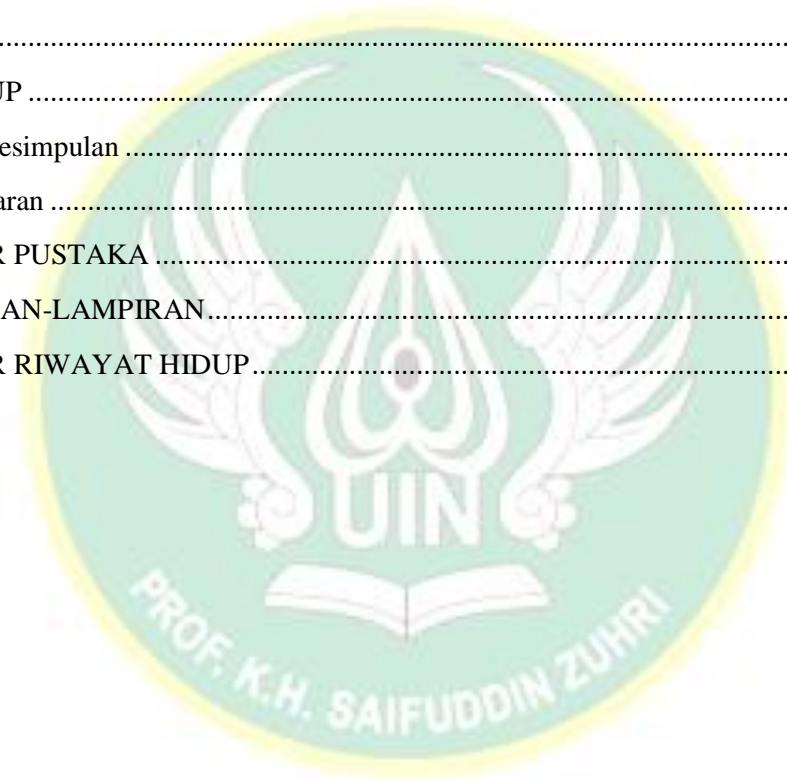 ..........................................................................................................
UP ..........................................................................................................
esimpulan ..........................................................................................
aran ..........................................................................................................
R PUSTAKA ..........................................................................................
AN-LAMPIRAN..........................................................................................
R RIWAYAT HIDUP..........................................................................................
UIN
PROF. K.H. SAIFUDDIN ZUHRI